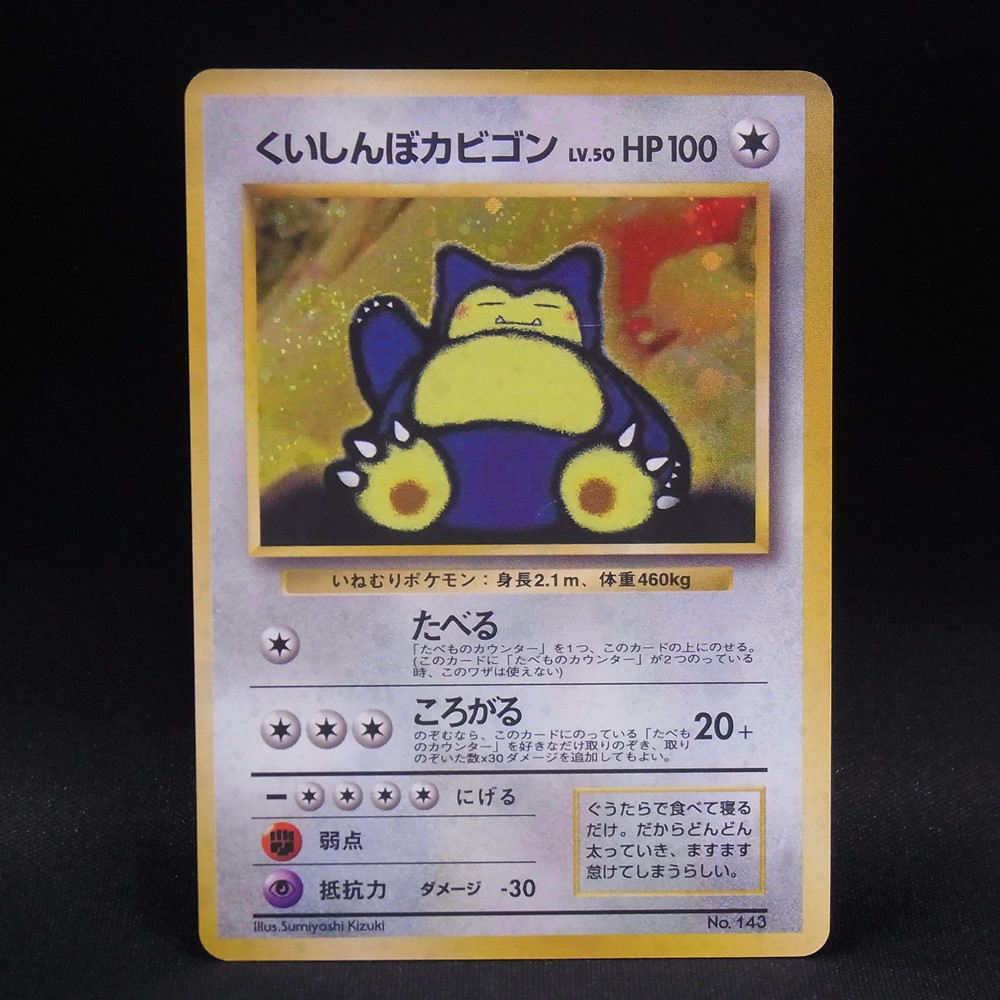 くいしんぼカビゴン LV.50 HP100
いねむりポケモン：身長2.1m、体重460kg
たべる
「たべものカウンター」を1つ、このカードの上にのせる。
(このカードに「たべものカウンター」が2つのっている
時、このワザは使えない)
ころがる
のぞむなら、このカードにのっている「たべも
のカウンター」を好きなだけ取りのぞき、取り
のぞいた数x30ダメージを追加してもよい。
20+
ー にげる
弱点
抵抗力 ダメージ -30
ぐうたらで食べて寝る
だけ。だからどんどん
太っていき、ますます
怠けてしまうらしい。
Illus.Sumiyoshi Kizuki
No. 143